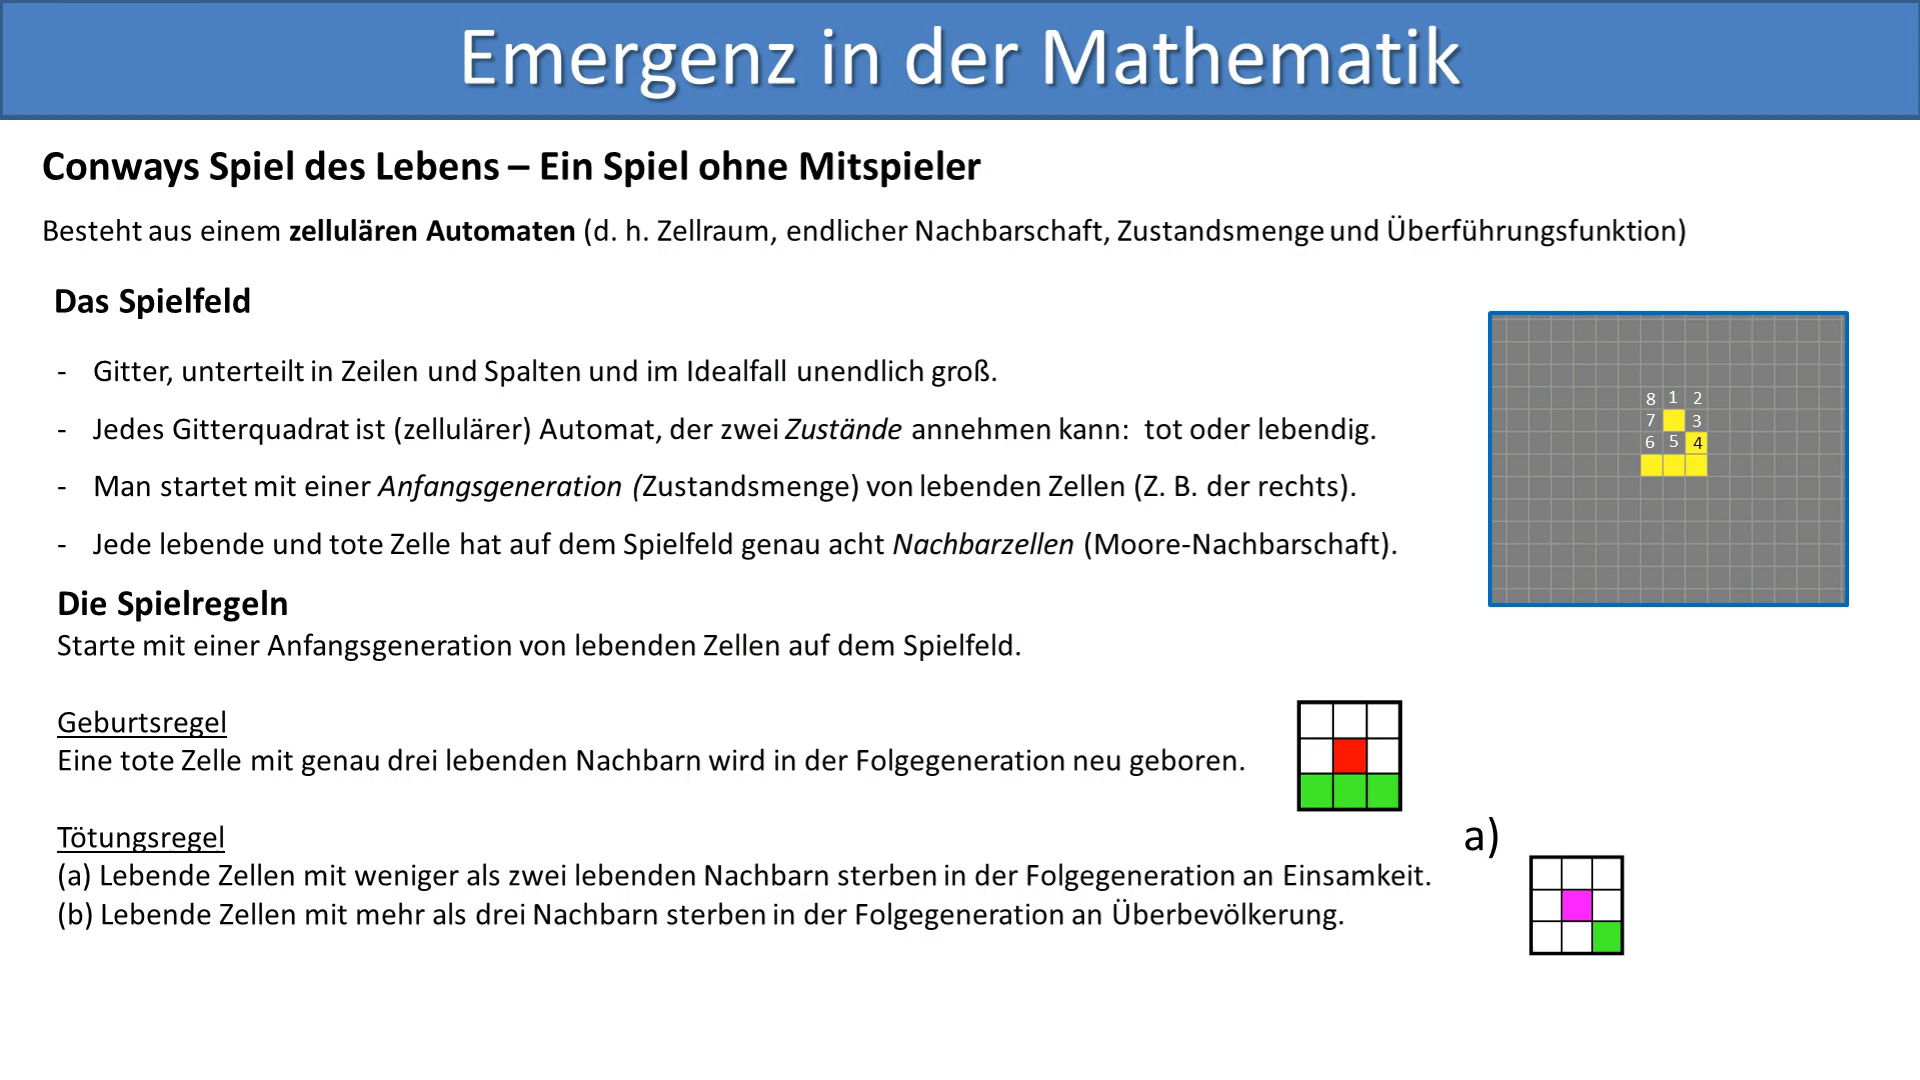 Emergenz in der Mathematik
Conways Spiel des Lebens – Ein Spiel ohne Mitspieler
Besteht aus einem zellulären Automaten (d. h. Zellraum, endlicher Nachbarschaft, Zustandsmenge und Überführungsfunktion)
Das Spielfeld
- Gitter, unterteilt in Zeilen und Spalten und im Idealfall unendlich groß.
- Jedes Gitterquadrat ist (zellulärer) Automat, der zwei Zustände annehmen kann: tot oder lebendig.
- Man startet mit einer Anfangsgeneration (Zustandsmenge) von lebenden Zellen (Z. B. der rechts).
- Jede lebende und tote Zelle hat auf dem Spielfeld genau acht Nachbarzellen (Moore-Nachbarschaft).
8 1 2
7 3
6 5 4
Die Spielregeln
Starte mit einer Anfangsgeneration von lebenden Zellen auf dem Spielfeld.
Geburtsregel
Eine tote Zelle mit genau drei lebenden Nachbarn wird in der Folgegeneration neu geboren.
Tötungsregel
(a) Lebende Zellen mit weniger als zwei lebenden Nachbarn sterben in der Folgegeneration an Einsamkeit.
(b) Lebende Zellen mit mehr als drei Nachbarn sterben in der Folgegeneration an Überbevölkerung.
a)